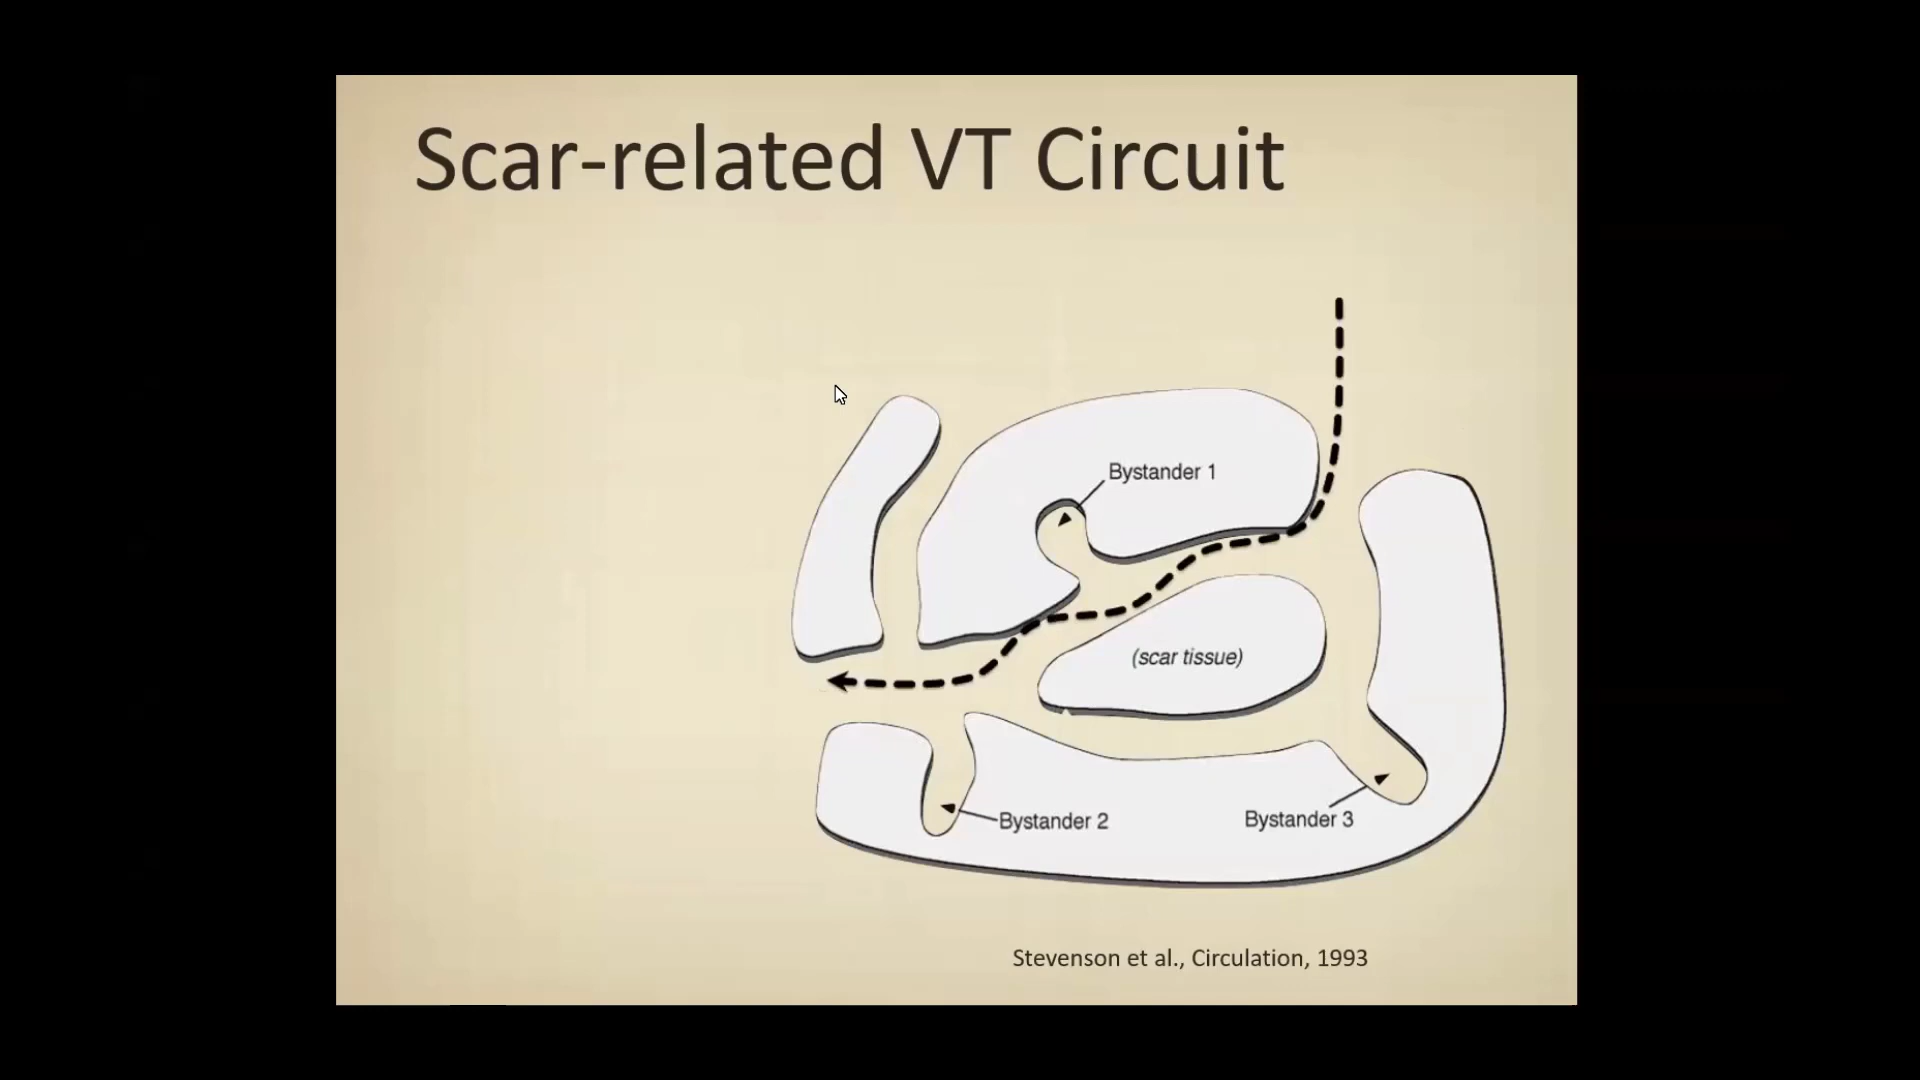 Scar-related VT Circuit
Bystander 1
(scar tissue)
Bystander 2
Bystander 3
Stevenson et al., Circulation, 1993